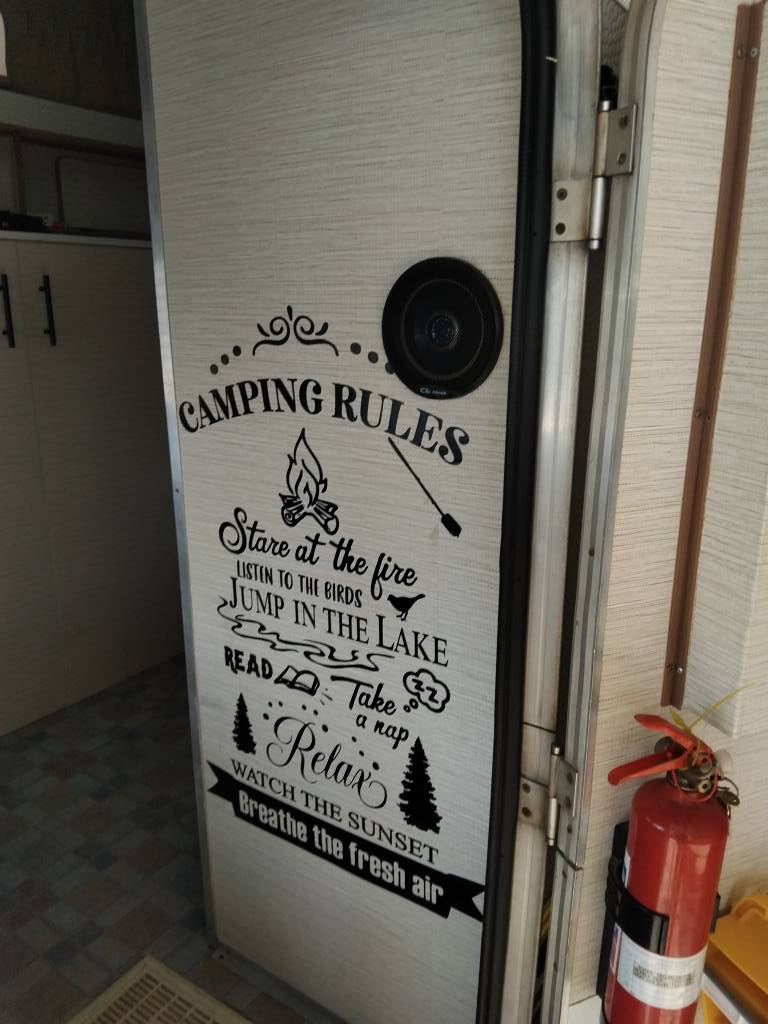 CAMPING RULES
Stare at the fire
LISTEN TO THE BIRDS
JUMP IN THE LAKE
READ
ZZ
Take
a nap
Relax
WATCH THE SUNSET
Breathe the fresh air